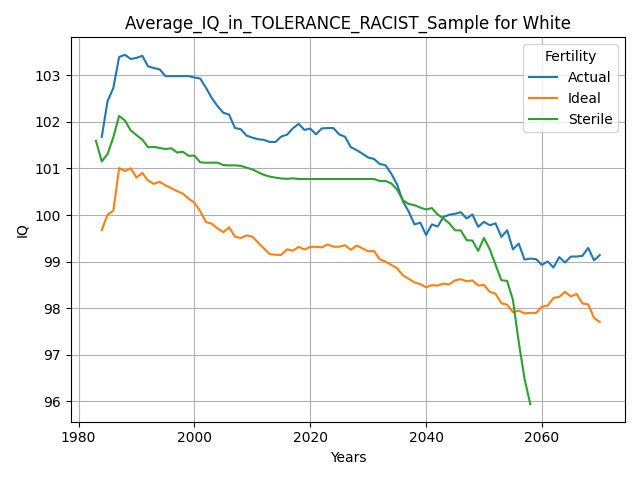 Average_IQ_in_TOLERANCE_RACIST_Sample for White
Fertility
Actual
Ideal
Sterile
103
102
101
100
99
98
97
96
IQ
1980
2000
2020
2040
2060
Years